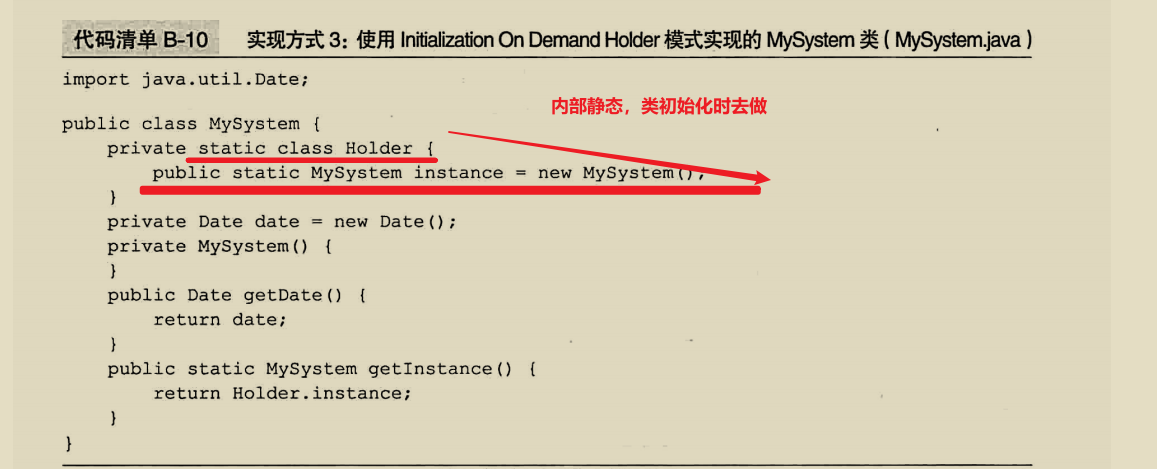 代码清单 B-10 实现方式 3：使用 Initialization On Demand Holder 模式实现的 MySystem 类（MySystem.java）
import java.util.Date;
内部静态，类初始化时去做
public class MySystem {
    private static class Holder {
        public static MySystem instance = new MySystem();
    }
    private Date date = new Date();
    private MySystem() {
    }
    public Date getDate() {
        return date;
    }
    public static MySystem getInstance() {
        return Holder.instance;
    }
}